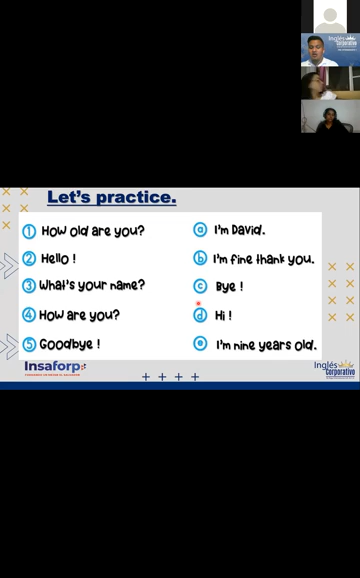 Inglés
Corporativo
Let's practice.
1 How old are you?
a I'm David.
2 Hello !
b I'm fine thank you.
3 What's your name?
c Bye !
4 How are you?
d Hi !
5 Goodbye !
e I'm nine years old.
Insaforp
Inglés
Corporativo